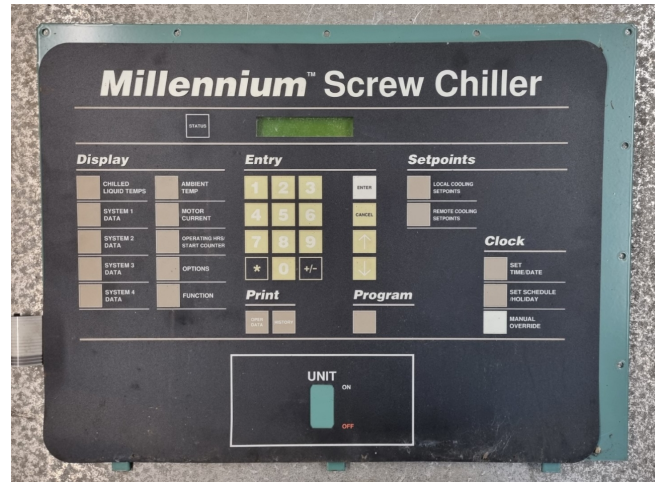 Millennium™ Screw Chiller
STATUS
Display
CHILLED
LIQUID TEMPS
AMBIENT
TEMP
SYSTEM 1
DATA
MOTOR
CURRENT
SYSTEM 2
DATA
OPERATING HRS/
START COUNTER
SYSTEM 3
DATA
OPTIONS
SYSTEM 4
DATA
FUNCTION
Entry
1 2 3
ENTER
4 5 6
CANCEL
7 8 9
↑
* 0 +/-
↓
Print
OPER
DATA
HISTORY
Program
Setpoints
LOCAL COOLING
SETPOINTS
REMOTE COOLING
SETPOINTS
Clock
SET
TIME/DATE
SET SCHEDULE
/HOLIDAY
MANUAL
OVERRIDE
UNIT
ON
OFF